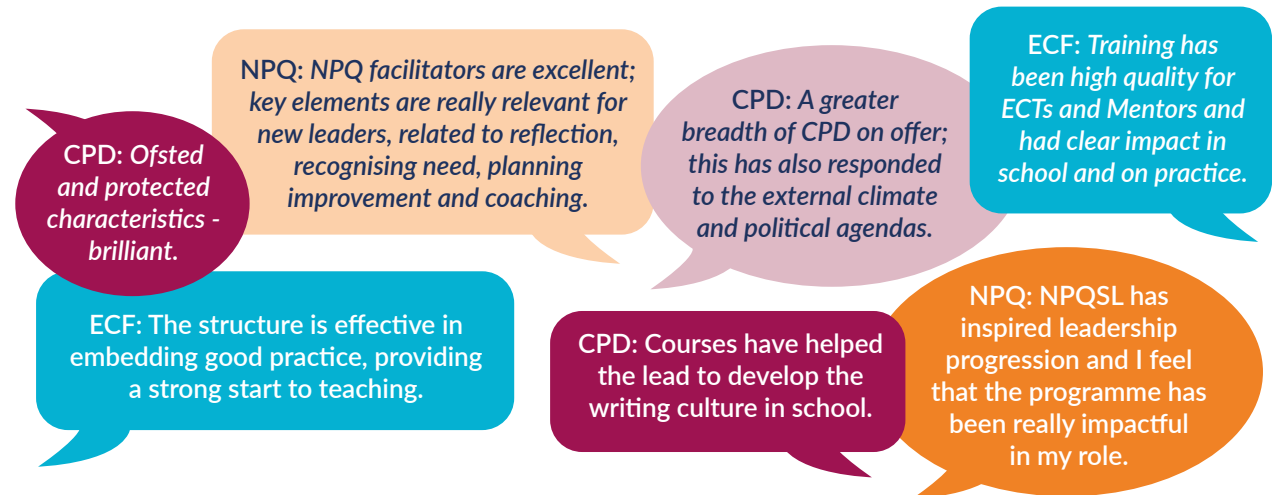 CPD: Ofsted
and protected
characteristics -
brilliant.
NPQ: NPQ facilitators are excellent;
key elements are really relevant for
new leaders, related to reflection,
recognising need, planning
improvement and coaching.
CPD: A greater
breadth of CPD on offer;
this has also responded
to the external climate
and political agendas.
ECF: Training has
been high quality for
ECTs and Mentors and
had clear impact in
school and on practice.
ECF: The structure is effective in
embedding good practice, providing
a strong start to teaching.
CPD: Courses have helped
the lead to develop the
writing culture in school.
NPQ: NPQSL has
inspired leadership
progression and I feel
that the programme has
been really impactful
in my role.